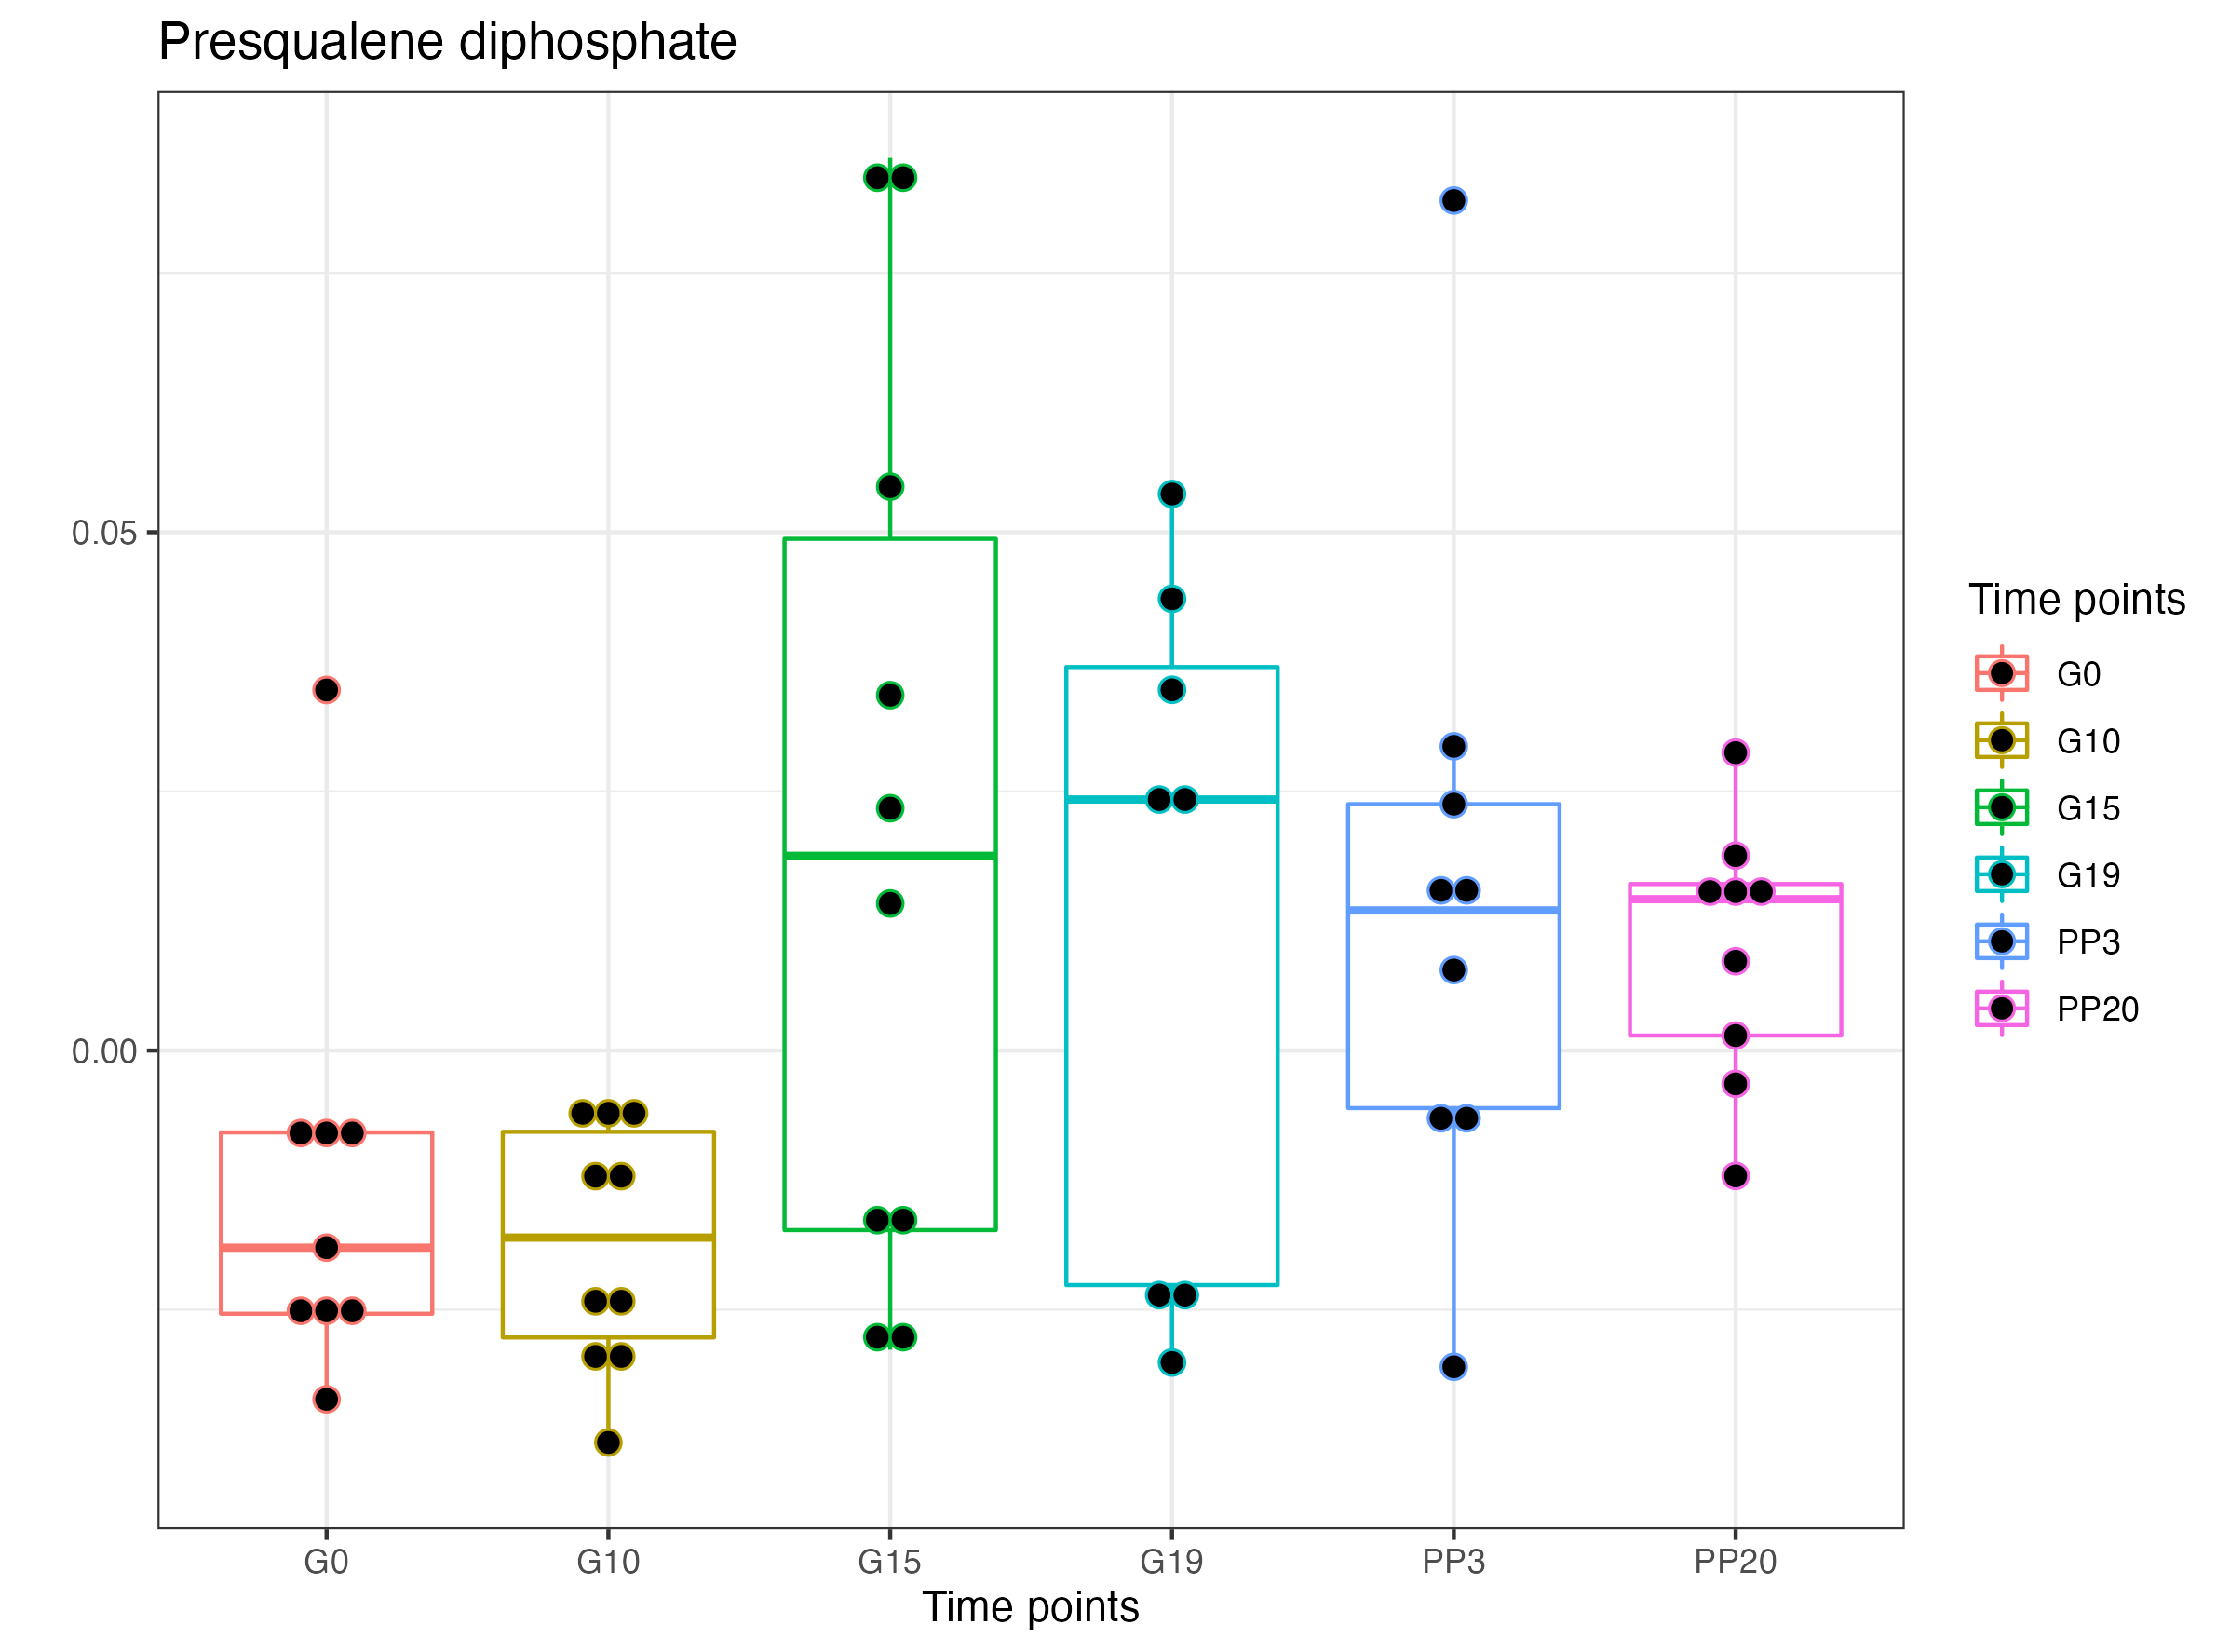 Presqualene diphosphate
0.05
0.00
G0 G10 G15 G19 PP3 PP20
Time points
Time points
G0
G10
G15
G19
PP3
PP20